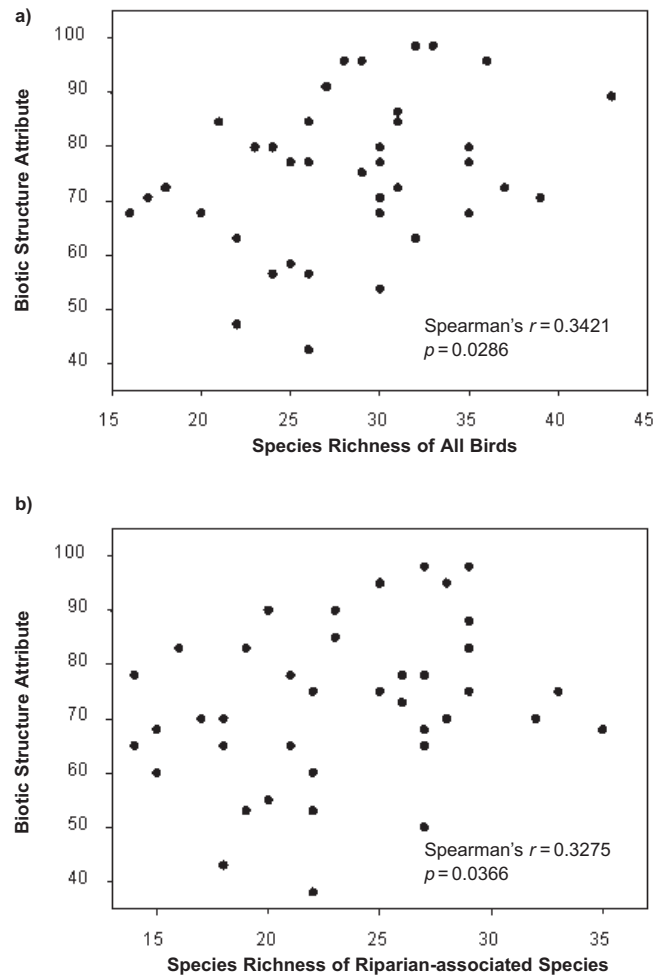 a)
Biotic Structure Attribute
100
90
80
70
60
50
40
Spearman's r = 0.3421
p = 0.0286
15 20 25 30 35 40 45
Species Richness of All Birds
b)
Biotic Structure Attribute
100
90
80
70
60
50
40
Spearman's r = 0.3275
p = 0.0366
15 20 25 30 35
Species Richness of Riparian-associated Species